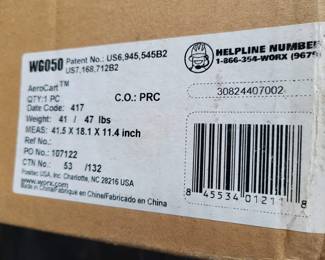 WG050 Patent No.: US6,945,545B2
US7,168,712B2
AeroCart™
QTY:1 PC
C.O.: PRC
Date Code: 417
Weight: 41 / 47 lbs
MEAS: 41.5 X 18.1 X 11.4 inch
Ref No.:
PO: 107122
CTN No.: 53 /132
Positec USA Inc. Charlotte, NC 28216 USA
www.worx.com
Made in China/Fabriqué en Chine/Fabricado en China
HELPLINE NUMBER
1-866-354-WORX (9679)
30824407002
8 45534 01211 8